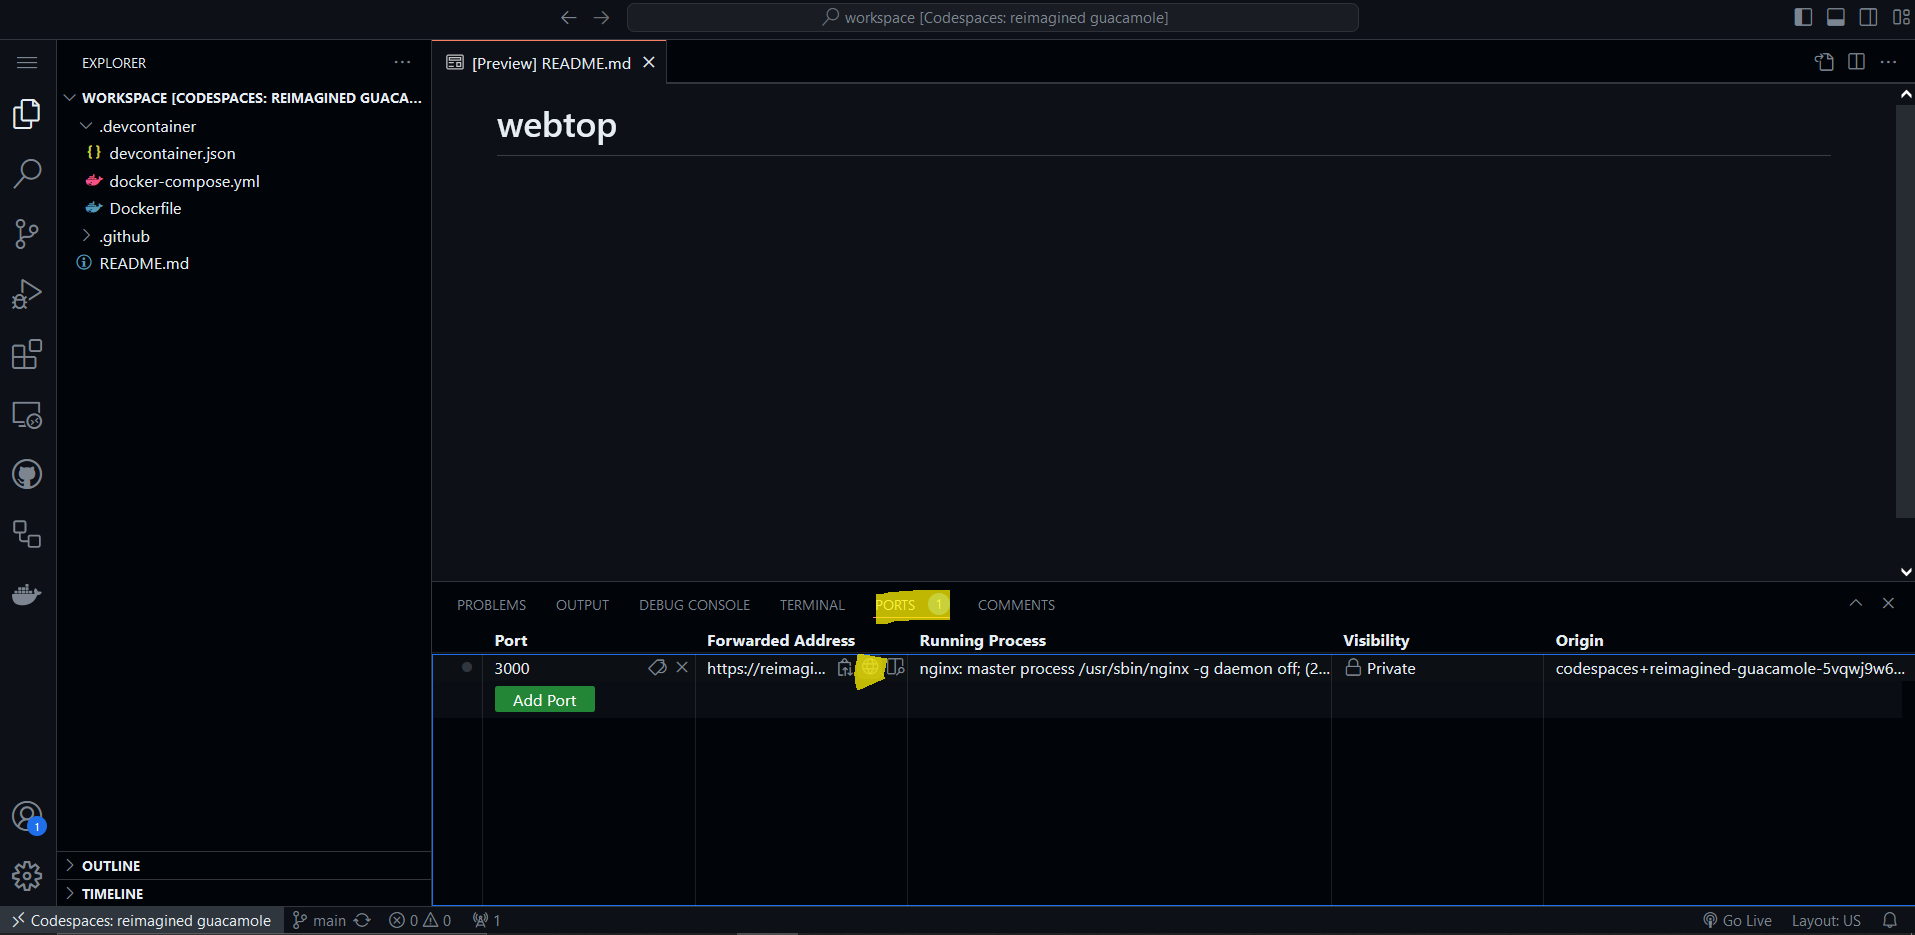 workspace [Codespaces: reimagined guacamole]
EXPLORER
[Preview] README.md
WORKSPACE [CODESPACES: REIMAGINED GUACA...
.devcontainer
devcontainer.json
docker-compose.yml
Dockerfile
.github
README.md
webtop
PROBLEMS OUTPUT DEBUG CONSOLE TERMINAL PORTS 1 COMMENTS
Port Forwarded Address Running Process Visibility Origin
3000 https://reimagi... nginx: master process /usr/sbin/nginx -g daemon off; (2... Private codespaces+reimagined-guacamole-5vqwj9w6...
Add Port
1
OUTLINE
TIMELINE
Codespaces: reimagined guacamole main 0 0 1 Go Live Layout: US